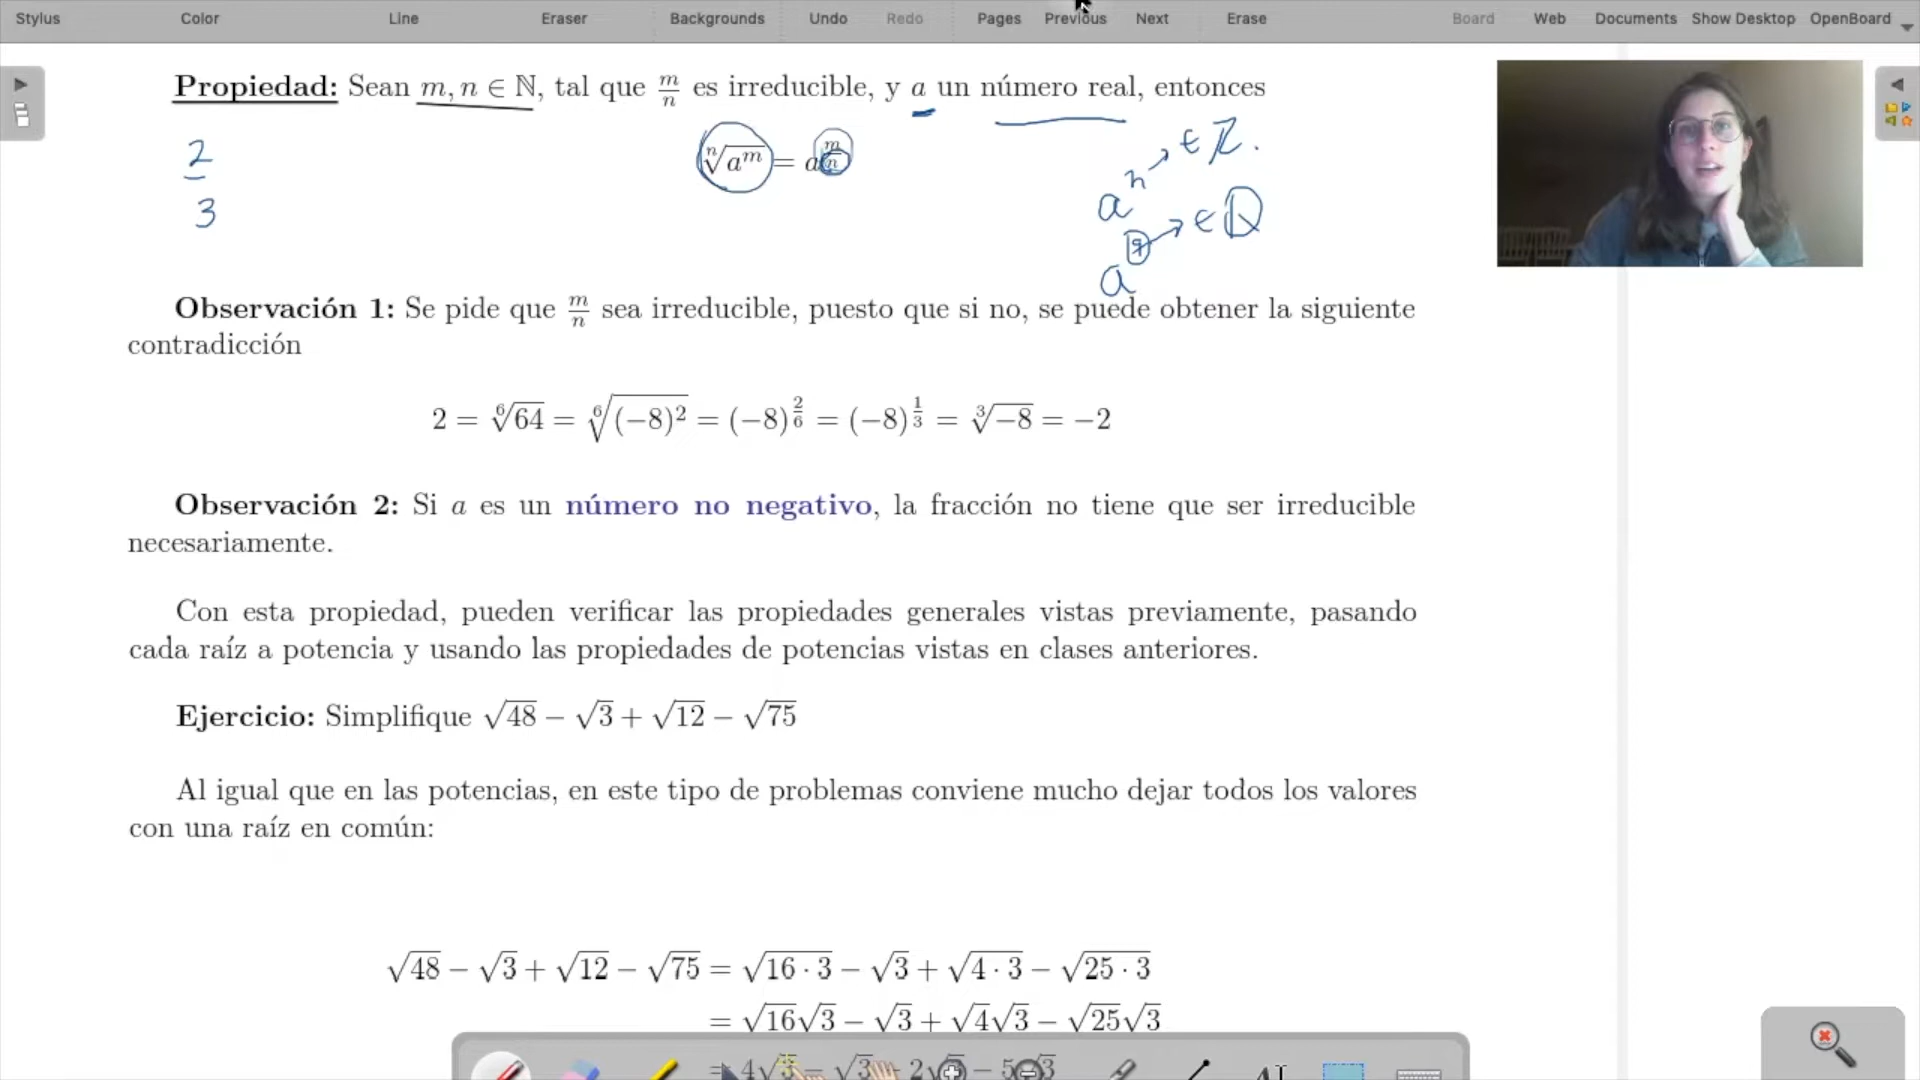 Stylus Color Line Eraser Backgrounds Undo Redo Pages Previous Next Erase Board Web Documents Show Desktop OpenBoard
Propiedad: Sean m, n ∈ ℕ, tal que m/n es irreducible, y a un número real, entonces
ⁿ√(a^m) = a^(m/n)
2/3
a^n → ∈ ℤ.
a^q → ∈ ℚ
Observación 1: Se pide que m/n sea irreducible, puesto que si no, se puede obtener la siguiente
contradicción
2 = ⁶√64 = ⁶√((−8)²) = (−8)^(2/6) = (−8)^(1/3) = ³√−8 = −2
Observación 2: Si a es un número no negativo, la fracción no tiene que ser irreducible
necesariamente.
Con esta propiedad, pueden verificar las propiedades generales vistas previamente, pasando
cada raíz a potencia y usando las propiedades de potencias vistas en clases anteriores.
Ejercicio: Simplifique √48 − √3 + √12 − √75
Al igual que en las potencias, en este tipo de problemas conviene mucho dejar todos los valores
con una raíz en común:
√48 − √3 + √12 − √75 = √(16 · 3) − √3 + √(4 · 3) − √(25 · 3)
= √16√3 − √3 + √4√3 − √25√3